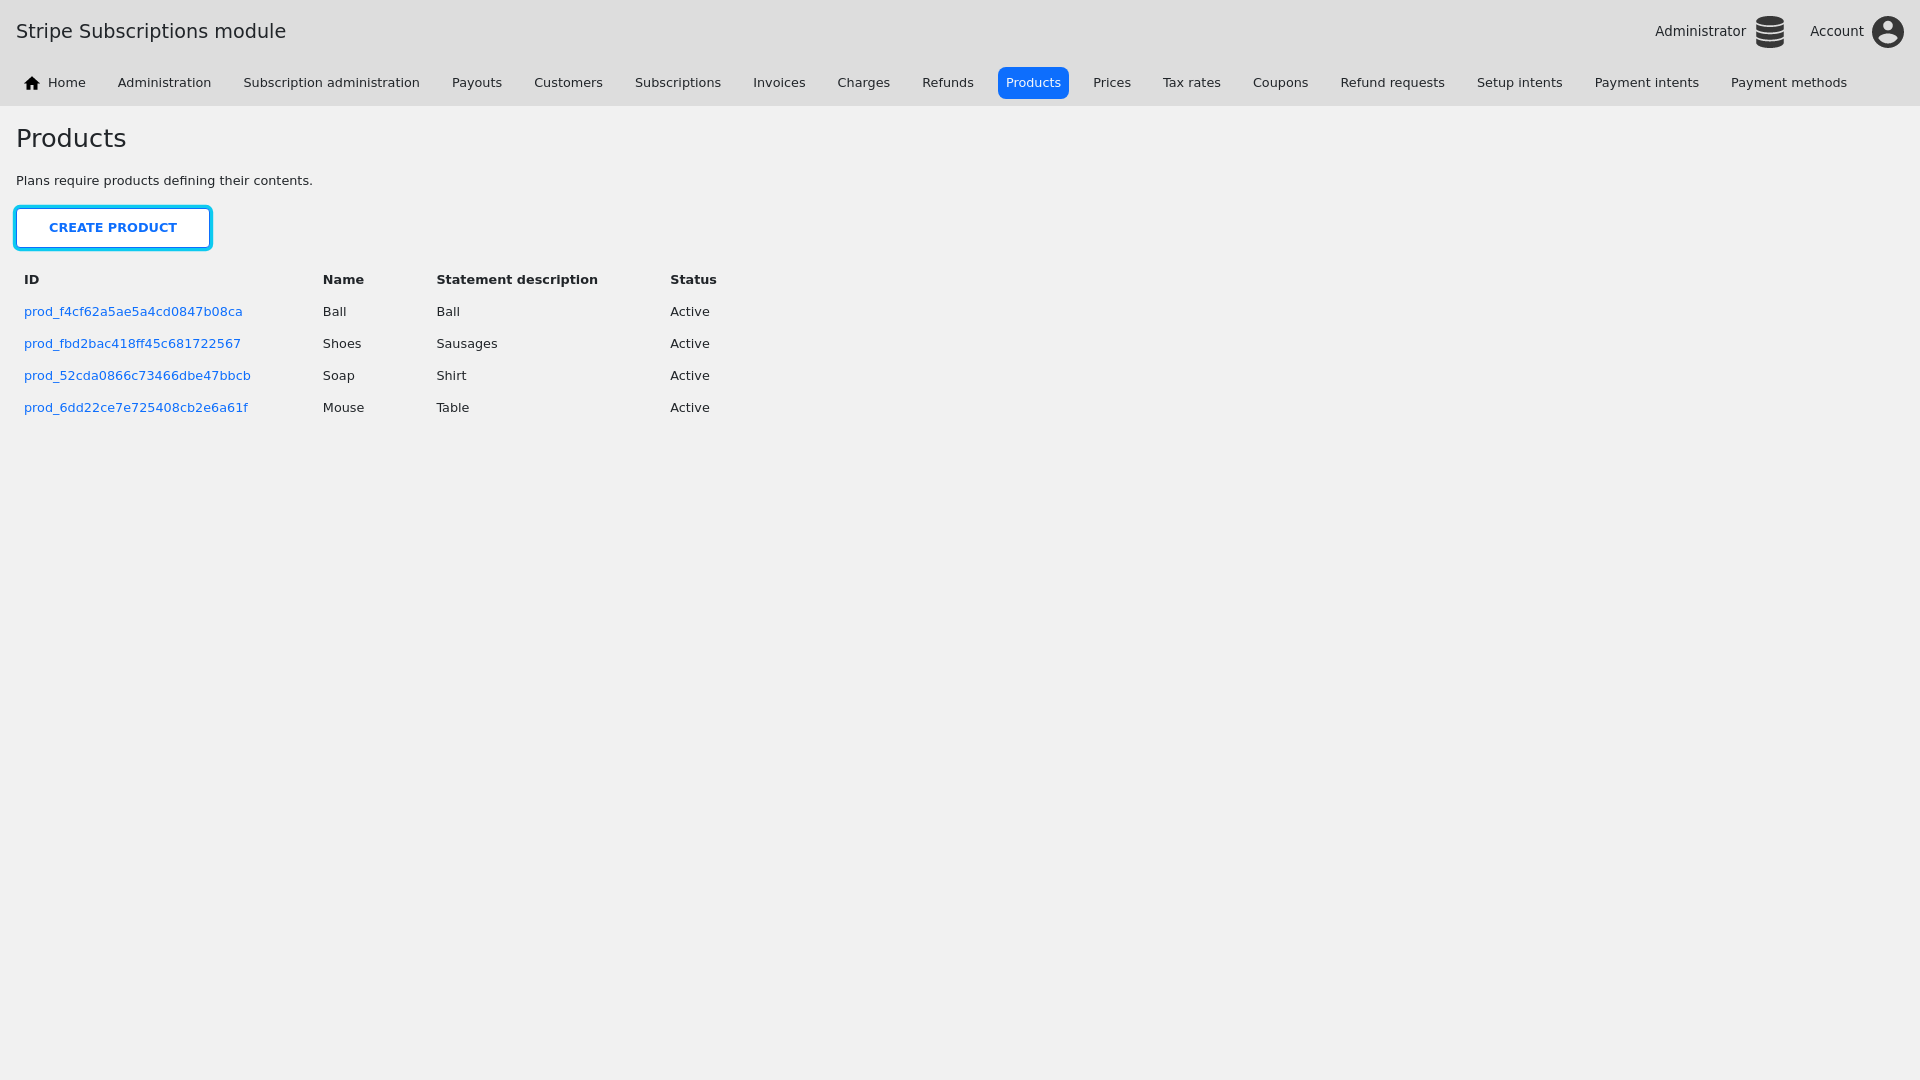 Stripe Subscriptions module
Administrator
Account
Home Administration Subscription administration Payouts Customers Subscriptions Invoices Charges Refunds Products Prices Tax rates Coupons Refund requests Setup intents Payment intents Payment methods
Products
Plans require products defining their contents.
CREATE PRODUCT
ID Name Statement description Status
prod_f4cf62a5ae5a4cd0847b08ca Ball Ball Active
prod_fbd2bac418ff45c681722567 Shoes Sausages Active
prod_52cda0866c73466dbe47bbcb Soap Shirt Active
prod_6dd22ce7e725408cb2e6a61f Mouse Table Active